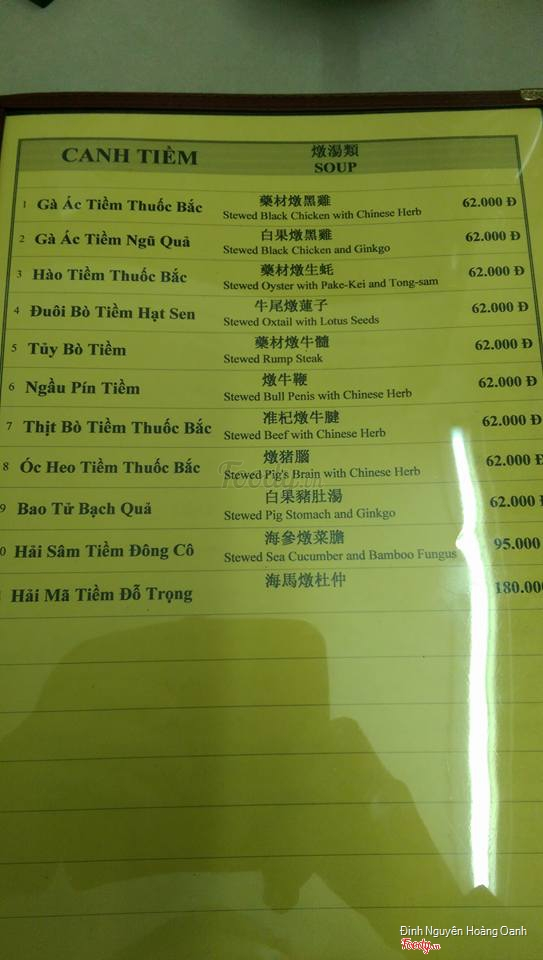 CANH TIỀM 燉湯類
SOUP
1 Gà Ác Tiềm Thuốc Bắc 藥材燉黑雞 62.000 Đ
Stewed Black Chicken with Chinese Herb
2 Gà Ác Tiềm Ngũ Quả 白果燉黑雞 62.000 Đ
Stewed Black Chicken and Ginkgo
3 Hào Tiềm Thuốc Bắc 藥材燉生蚝 62.000 Đ
Stewed Oyster with Pake-Kei and Tong-sam
4 Đuôi Bò Tiềm Hạt Sen 牛尾燉蓮子 62.000 Đ
Stewed Oxtail with Lotus Seeds
5 Tủy Bò Tiềm 藥材燉牛髓 62.000 Đ
Stewed Rump Steak
6 Ngầu Pín Tiềm 燉牛鞭 62.000 Đ
Stewed Bull Penis with Chinese Herb
7 Thịt Bò Tiềm Thuốc Bắc 准杞燉牛腱 62.000 Đ
Stewed Beef with Chinese Herb
8 Óc Heo Tiềm Thuốc Bắc 燉猪腦 62.000 Đ
Stewed Pig's Brain with Chinese Herb
9 Bao Tử Bạch Quả 白果豬肚湯 62.000 Đ
Stewed Pig Stomach and Ginkgo
0 Hải Sâm Tiềm Đông Cô 海參燉菜膽 95.000
Stewed Sea Cucumber and Bamboo Fungus
Hải Mã Tiềm Đỗ Trọng 海馬燉杜仲 180.000
Foody.vn
Đinh Nguyên Hoàng Oanh
Foody.vn